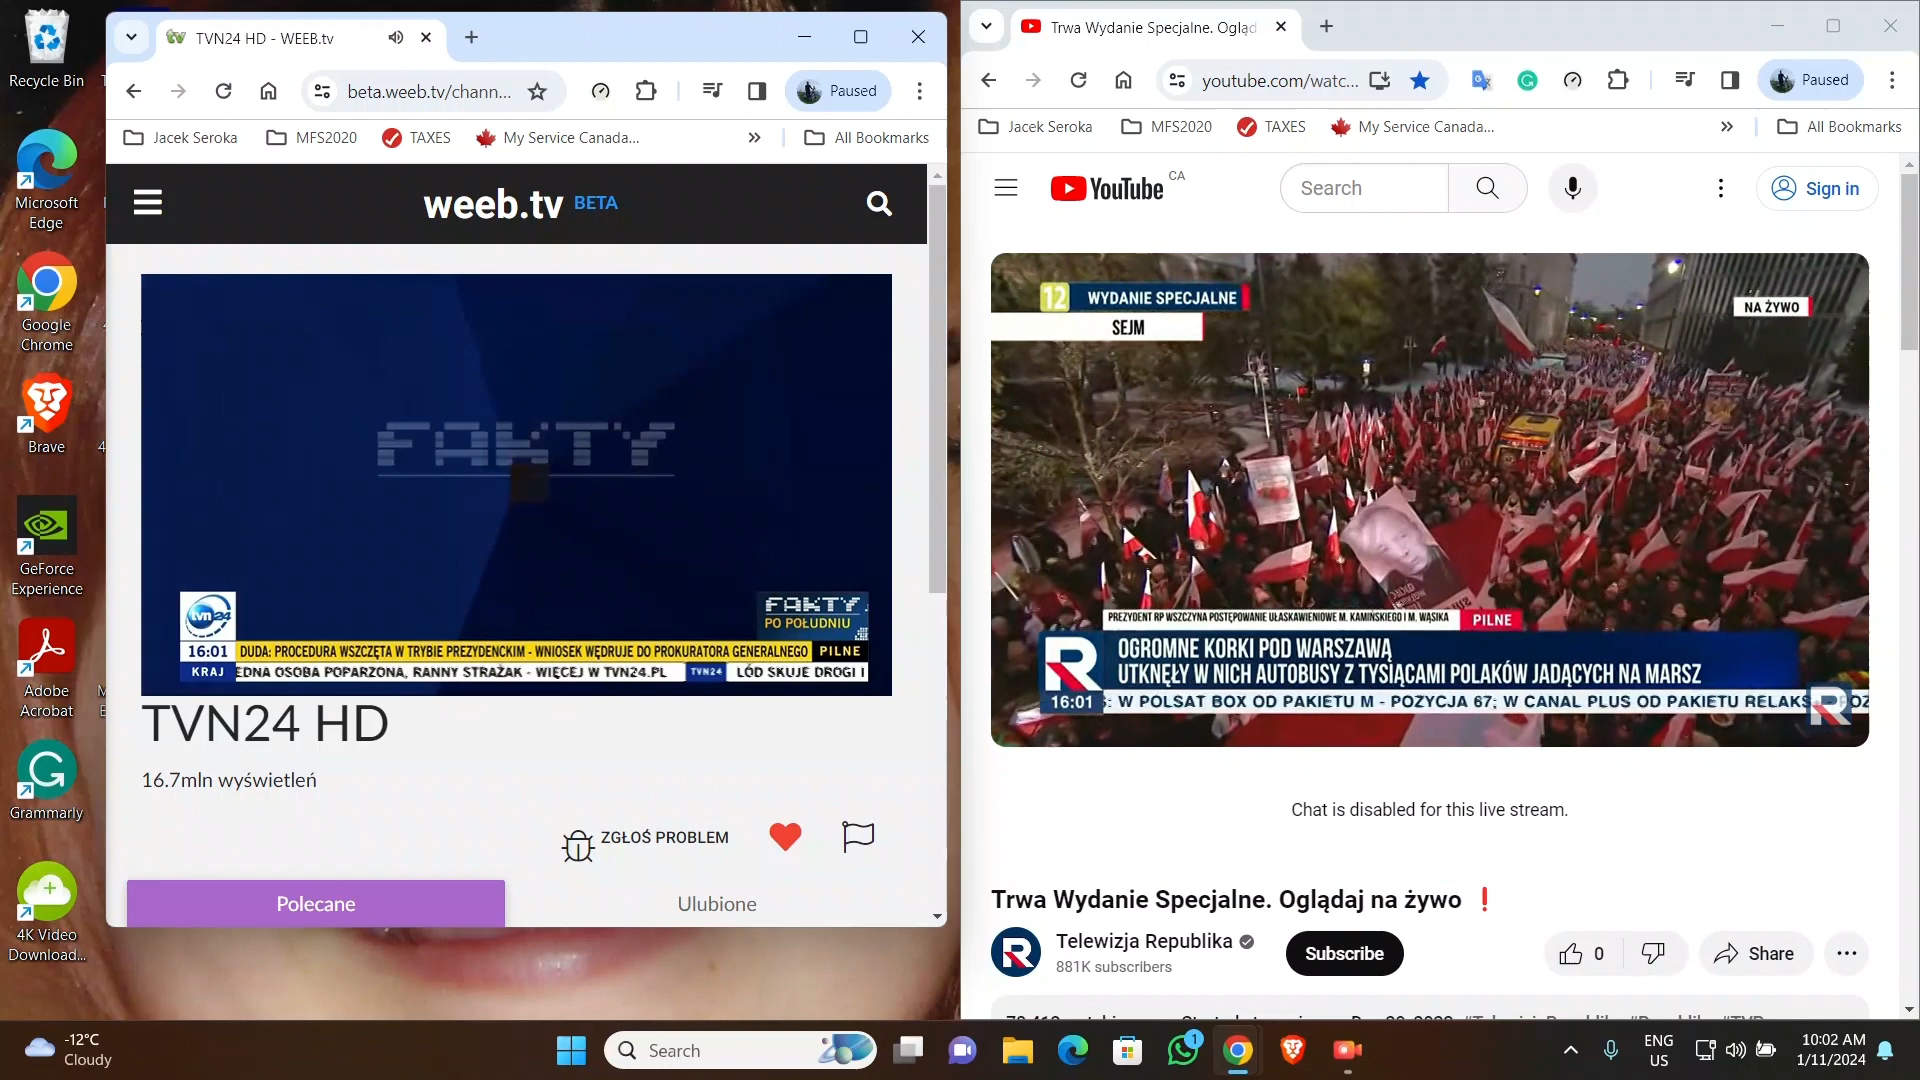 Recycle Bin
Microsoft
Edge
Google
Chrome
Brave
GeForce
Experience
Adobe
Acrobat
Grammarly
4K Video
Download...
TVN24 HD - WEEB.tv
beta.weeb.tv/chann...
Paused
Jacek Seroka
MFS2020
TAXES
My Service Canada...
»
All Bookmarks
weeb.tv BETA
FAKTY
tvn24
FAKTY
PO POŁUDNIU
16:01 DUDA: PROCEDURA WSZCZĘTA W TRYBIE PREZYDENCKIM - WNIOSEK WĘDRUJE DO PROKURATORA GENERALNEGO PILNE
KRAJ EDNA OSOBA POPARZONA, RANNY STRAŻAK - WIĘCEJ W TVN24.PL TVN24 LÓD SKUJE DROGI I
TVN24 HD
16.7mln wyświetleń
ZGŁOŚ PROBLEM
Polecane
Ulubione
Trwa Wydanie Specjalne. Ogląd
youtube.com/watc...
Paused
Jacek Seroka
MFS2020
TAXES
My Service Canada...
»
All Bookmarks
YouTube CA
Search
Sign in
12 WYDANIE SPECJALNE
SEJM
NA ŻYWO
PREZYDENT RP WSZCZYNA POSTĘPOWANIE UŁASKAWIENIOWE M. KAMIŃSKIEGO I M. WĄSIKA PILNE
R
OGROMNE KORKI POD WARSZAWĄ
UTKNĘŁY W NICH AUTOBUSY Z TYSIĄCAMI POLAKÓW JADĄCYCH NA MARSZ
16:01 : W POLSAT BOX OD PAKIETU M - POZYCJA 67; W CANAL PLUS OD PAKIETU RELAKS
R
Chat is disabled for this live stream.
Trwa Wydanie Specjalne. Oglądaj na żywo ❗
R
Telewizja Republika
881K subscribers
Subscribe
0
Share
-12°C
Cloudy
Search
1
ENG
US
10:02 AM
1/11/2024